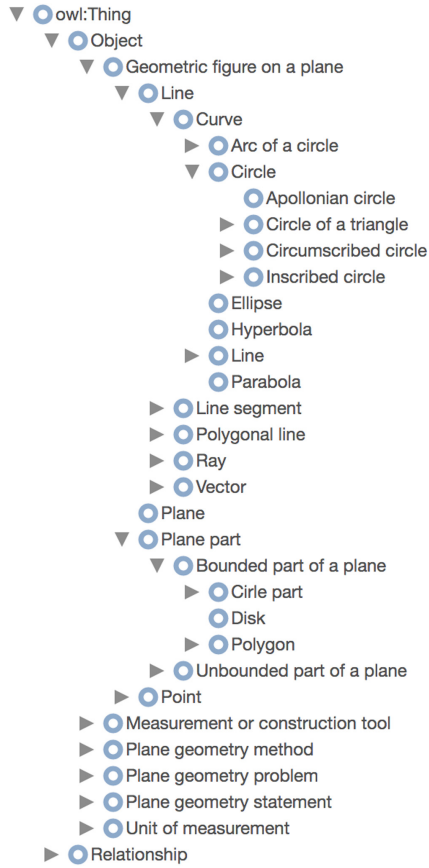 owl:Thing
Object
Geometric figure on a plane
Line
Curve
Arc of a circle
Circle
Apollonian circle
Circle of a triangle
Circumscribed circle
Inscribed circle
Ellipse
Hyperbola
Line
Parabola
Line segment
Polygonal line
Ray
Vector
Plane
Plane part
Bounded part of a plane
Cirle part
Disk
Polygon
Unbounded part of a plane
Point
Measurement or construction tool
Plane geometry method
Plane geometry problem
Plane geometry statement
Unit of measurement
Relationship